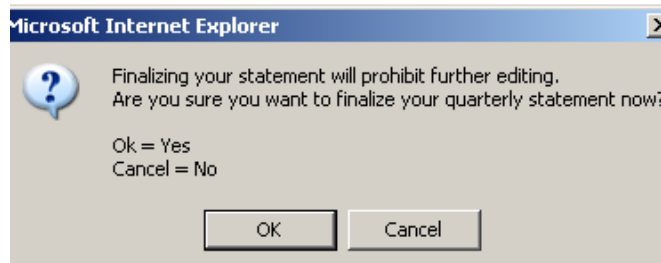 Microsoft Internet Explorer
Finalizing your statement will prohibit further editing.
Are you sure you want to finalize your quarterly statement now?
Ok = Yes
Cancel = No
OK
Cancel